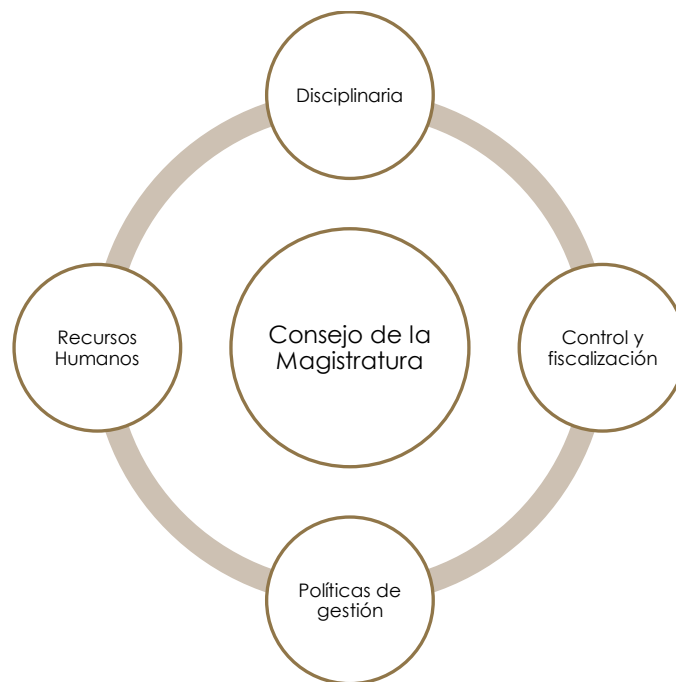 Disciplinaria
Recursos
Humanos
Consejo de la
Magistratura
Control y
fiscalización
Políticas de
gestión